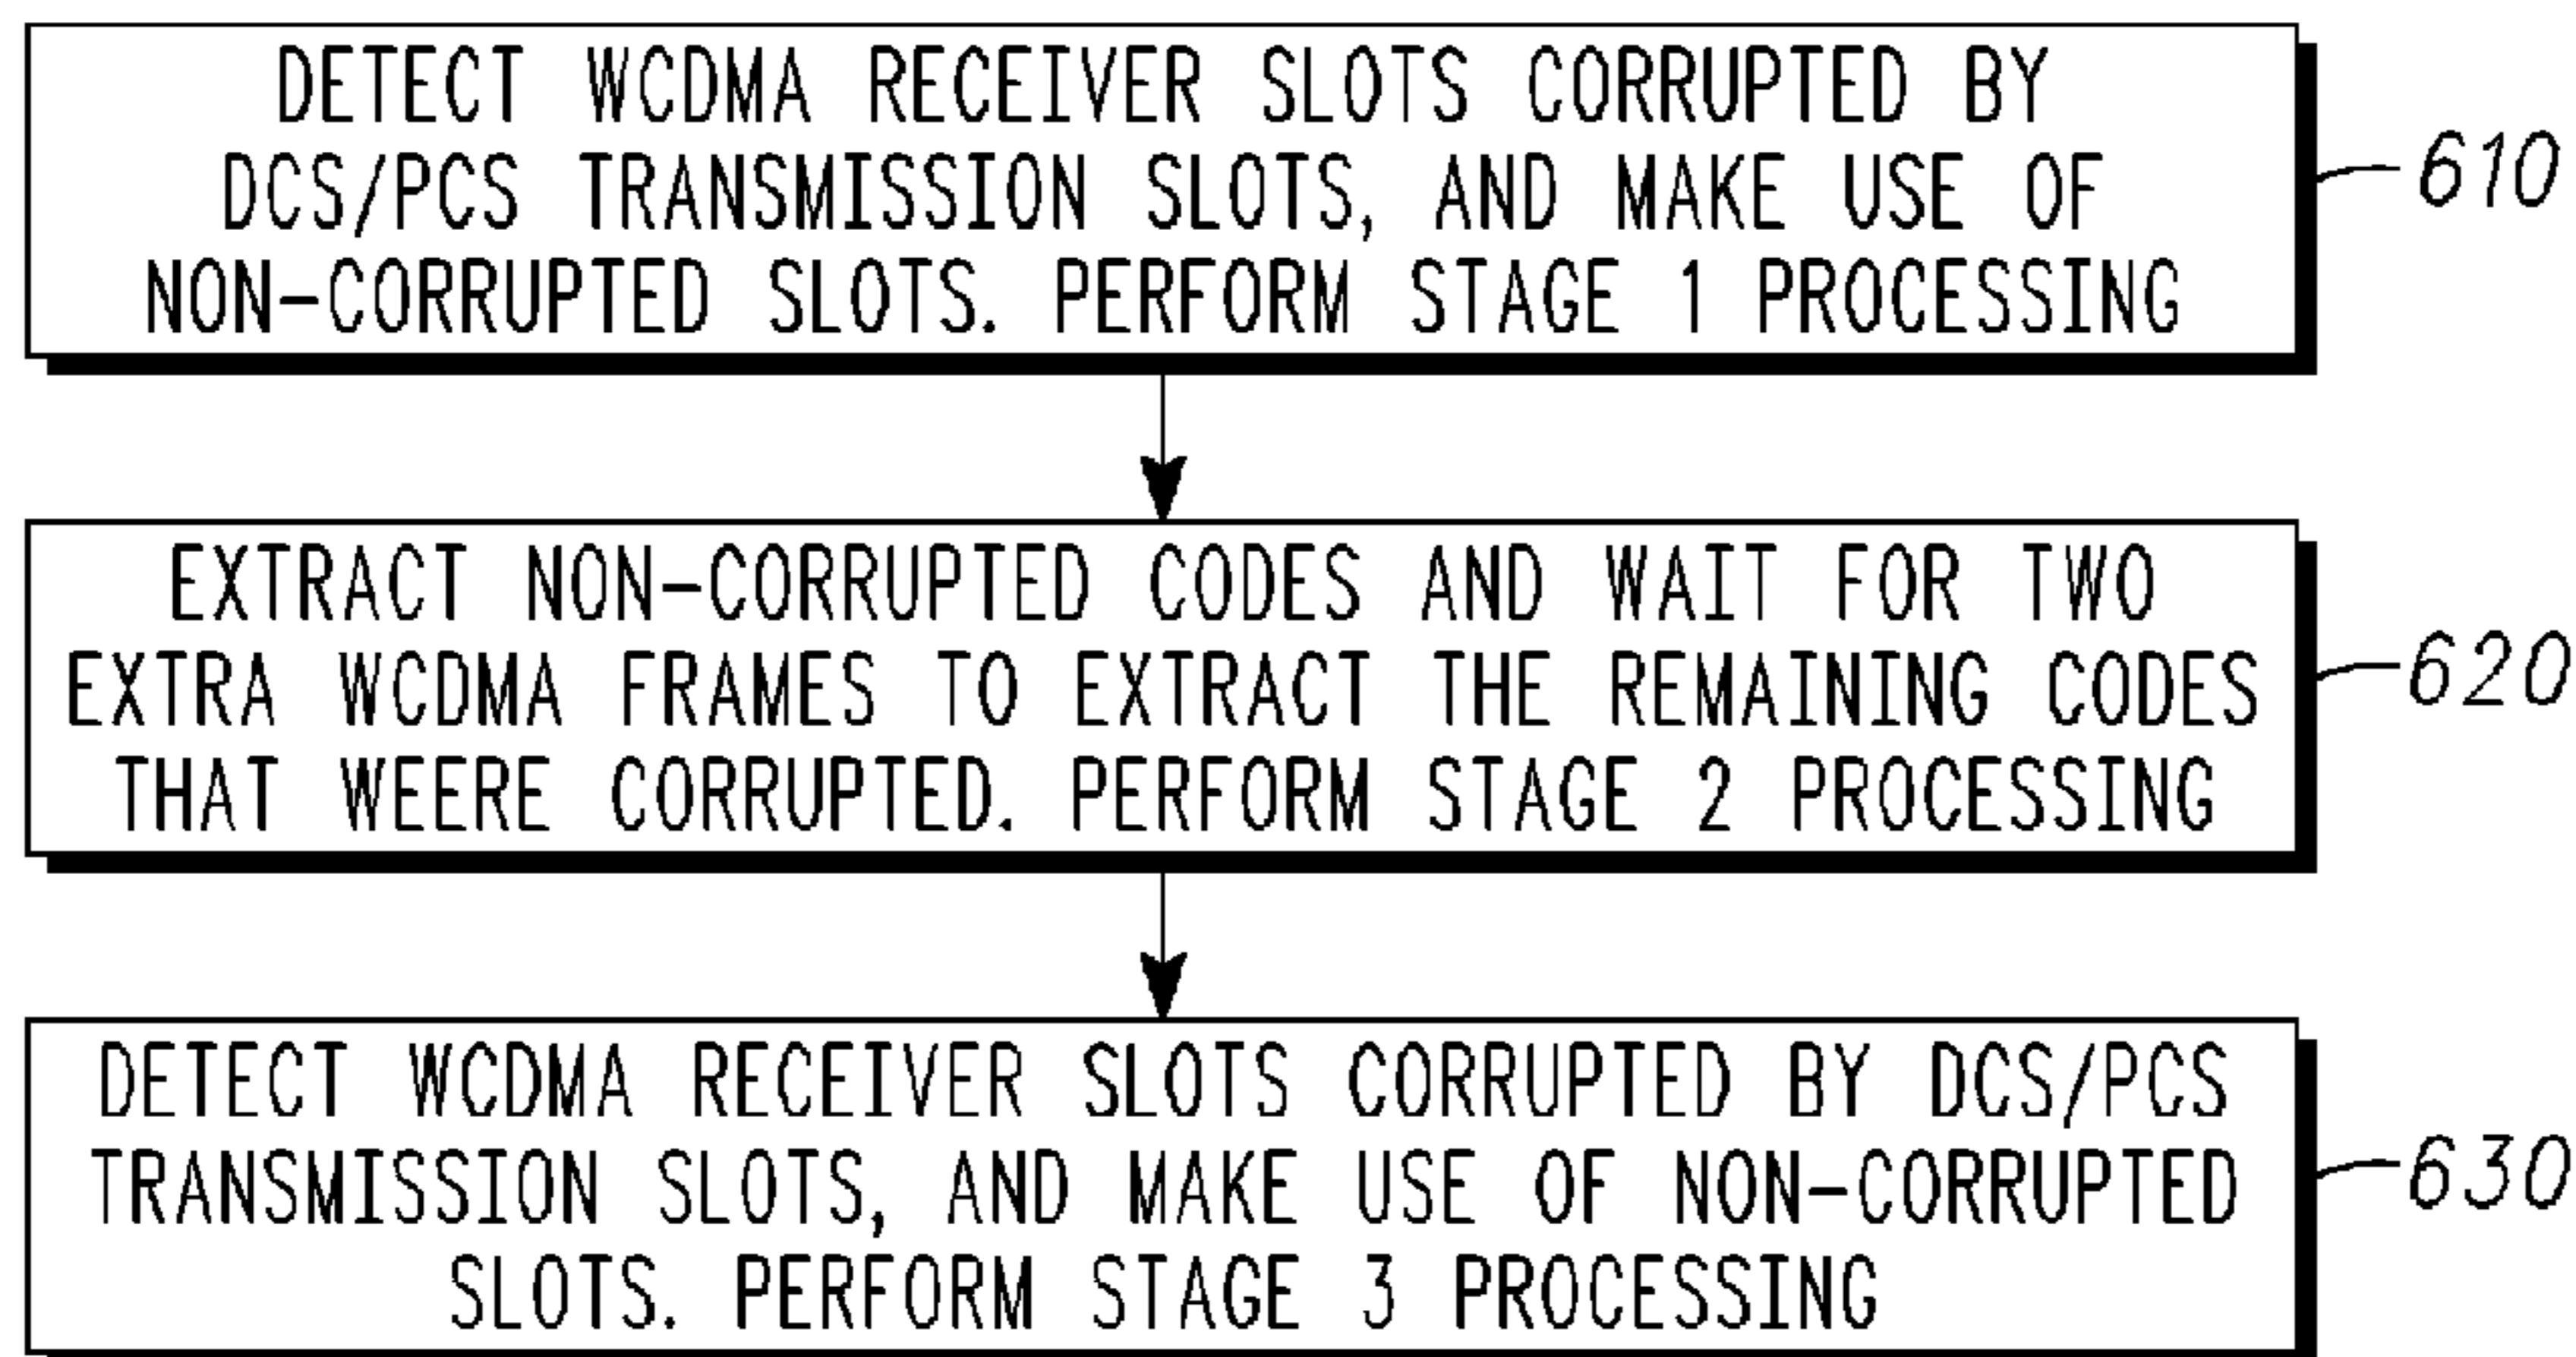 DETECT WCDMA RECEIVER SLOTS CORRUPTED BY
DCS/PCS TRANSMISSION SLOTS, AND MAKE USE OF
NON-CORRUPTED SLOTS. PERFORM STAGE 1 PROCESSING
610
EXTRACT NON-CORRUPTED CODES AND WAIT FOR TWO
EXTRA WCDMA FRAMES TO EXTRACT THE REMAINING CODES
THAT WEERE CORRUPTED. PERFORM STAGE 2 PROCESSING
620
DETECT WCDMA RECEIVER SLOTS CORRUPTED BY DCS/PCS
TRANSMISSION SLOTS, AND MAKE USE OF NON-CORRUPTED
SLOTS. PERFORM STAGE 3 PROCESSING
630